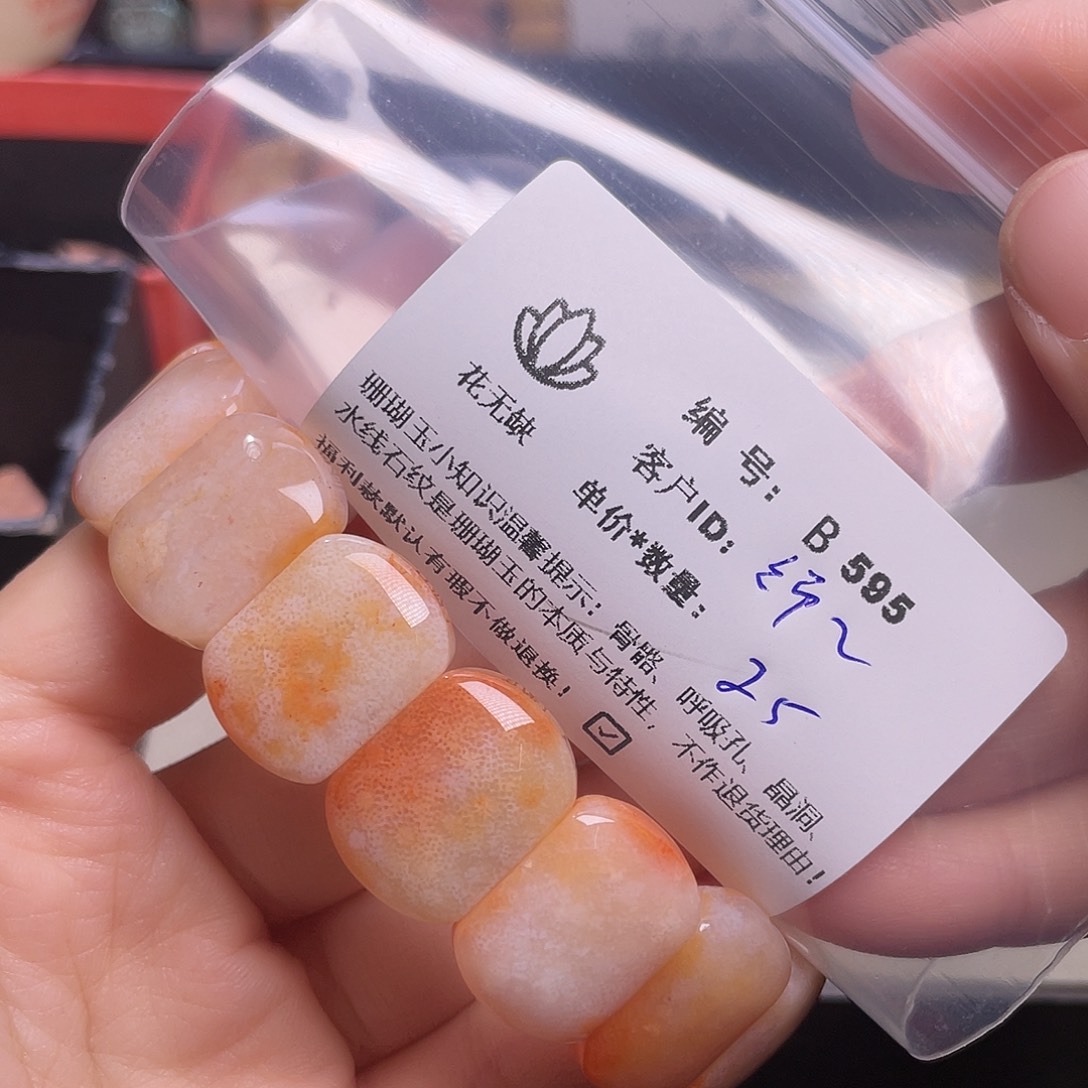 花无缺
编 号： B 595
客户ID：
单价*数量： 25
珊瑚玉小知识温馨提示：骨骼、呼吸孔、晶洞、
水线石纹是珊瑚玉的本质与特性，不作退货理由！
福利款默认有瑕不做退换！ ☑